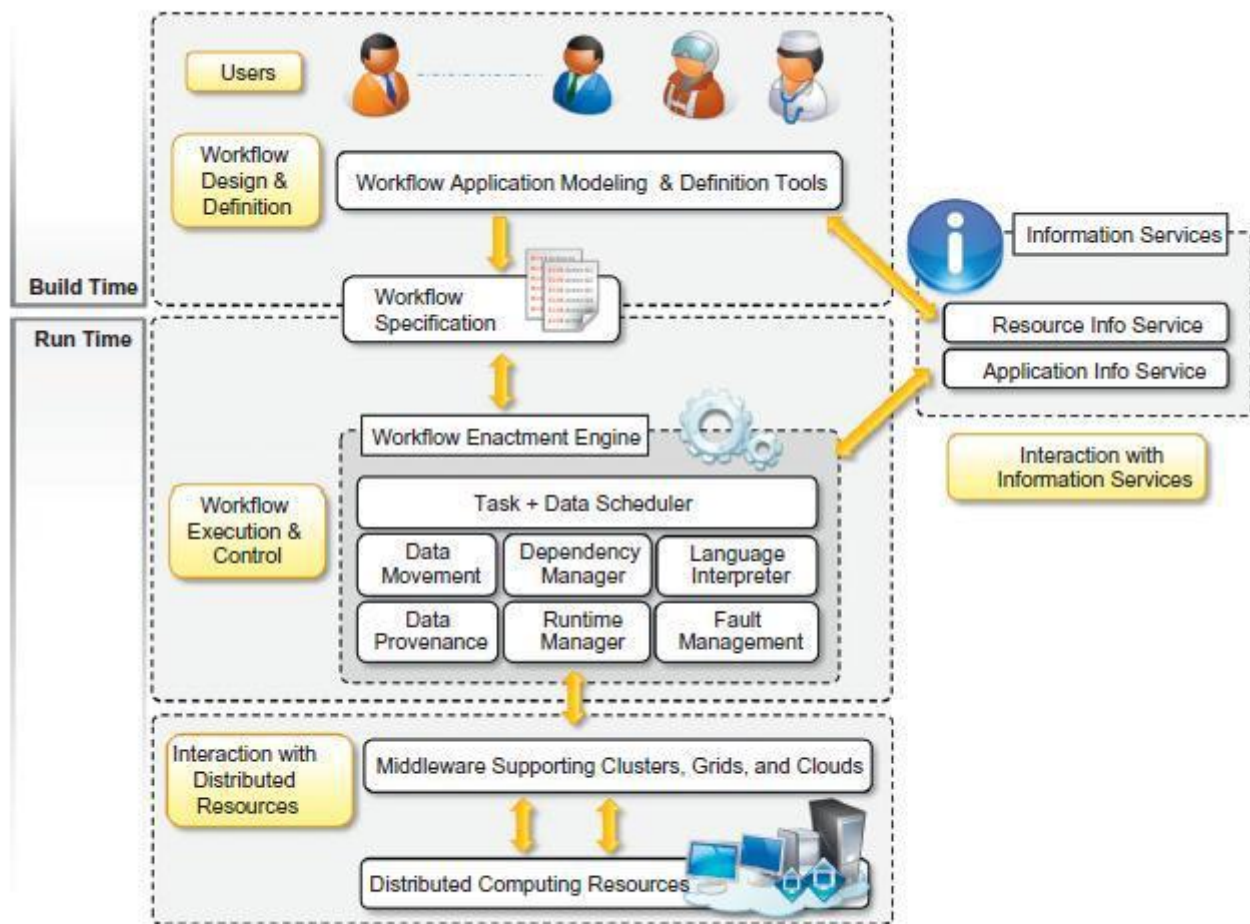 Users
Workflow
Design &
Definition
Workflow Application Modeling & Definition Tools
Information Services
Build Time
Workflow
Specification
Resource Info Service
Run Time
Application Info Service
Workflow Enactment Engine
Interaction with
Information Services
Task + Data Scheduler
Workflow
Execution &
Control
Data
Movement
Dependency
Manager
Language
Interpreter
Data
Provenance
Runtime
Manager
Fault
Management
Interaction with
Distributed
Resources
Middleware Supporting Clusters, Grids, and Clouds
Distributed Computing Resources